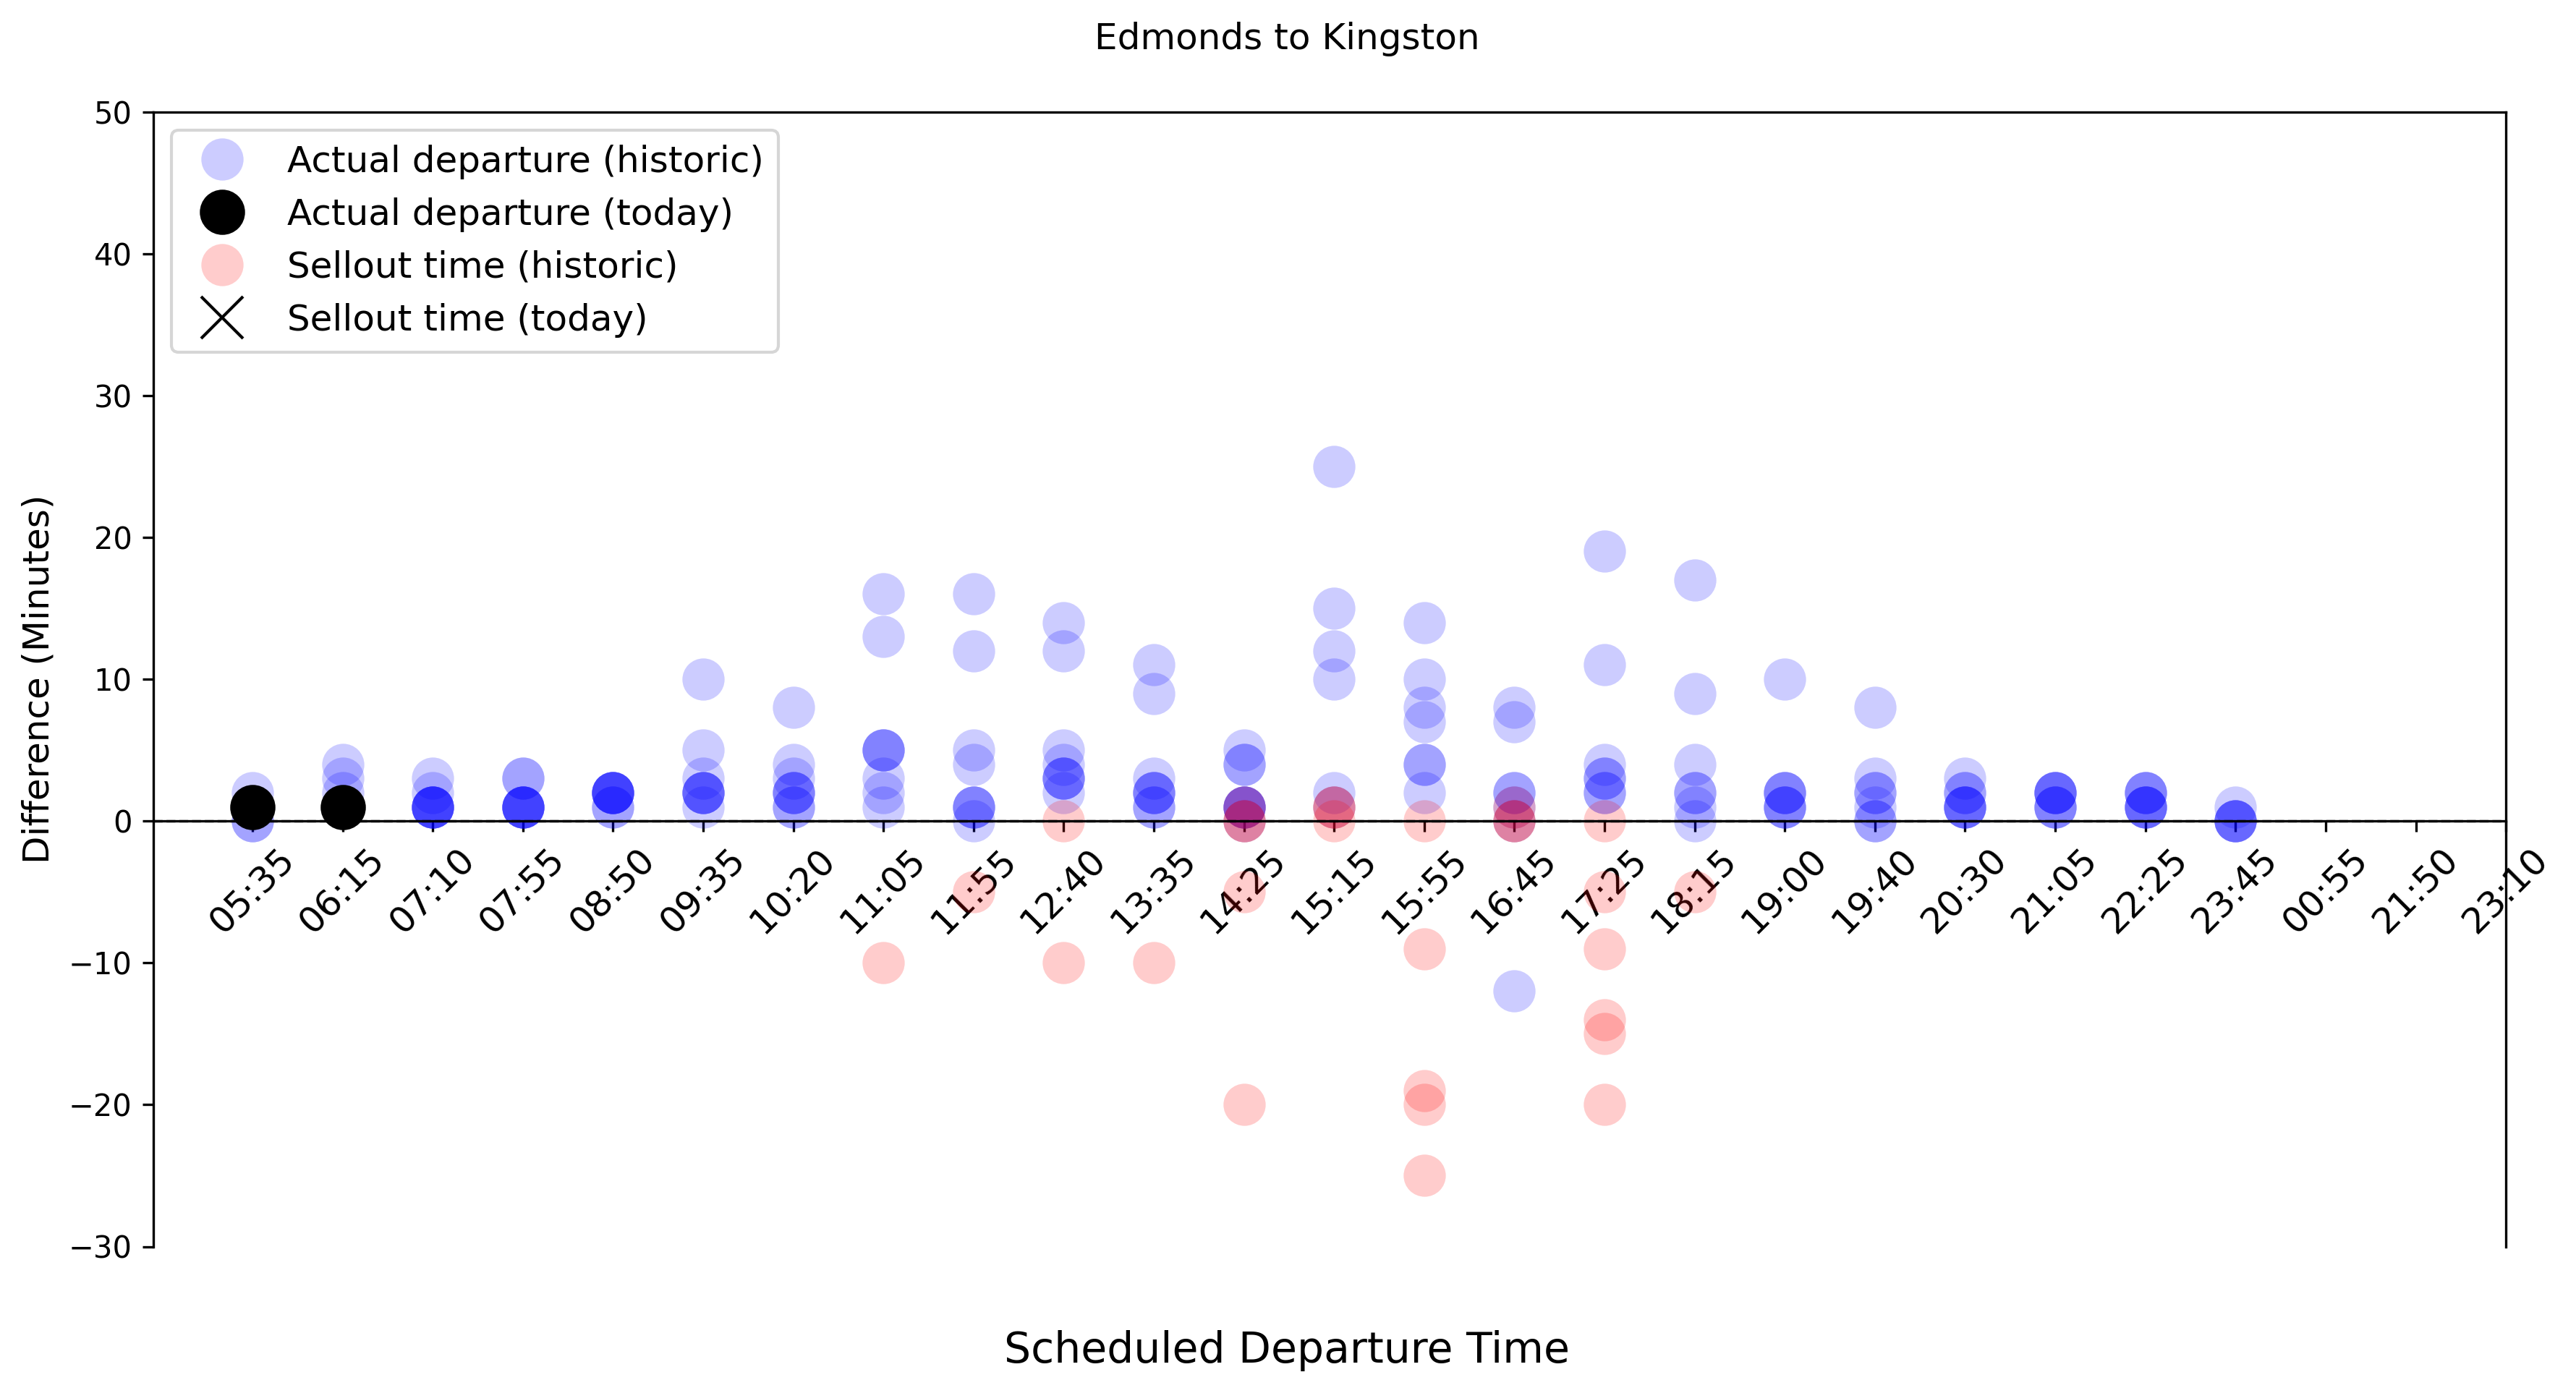 Edmonds to Kingston
50
40
30
20
10
0
−10
−20
−30
Difference (Minutes)
Actual departure (historic)
Actual departure (today)
Sellout time (historic)
Sellout time (today)
05:35 06:15 07:10 07:55 08:50 09:35 10:20 11:05 11:55 12:40 13:35 14:25 15:15 15:55 16:45 17:25 18:15 19:00 19:40 20:30 21:05 22:25 23:45 00:55 21:50 23:10
Scheduled Departure Time